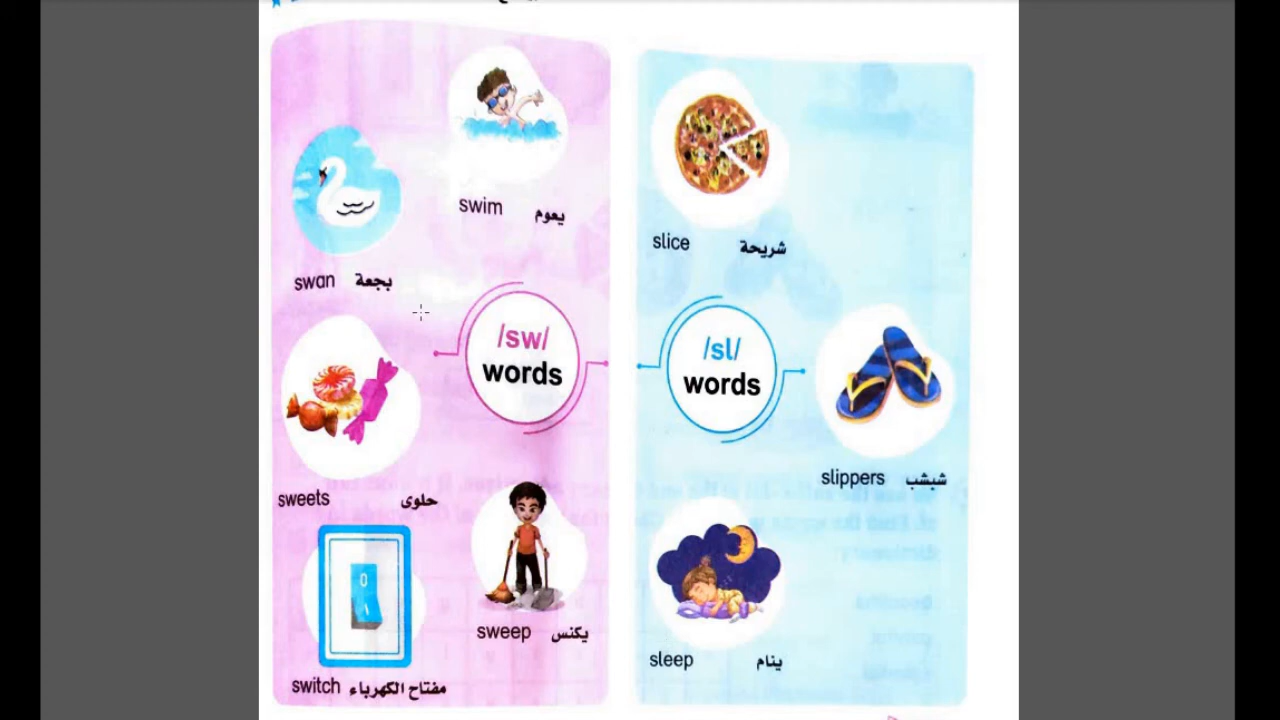 swim يعوم
swan بجعة
/sw/
words
sweets حلوى
sweep يكنس
switch مفتاح الكهرباء
slice شريحة
/sl/
words
slippers شبشب
sleep ينام